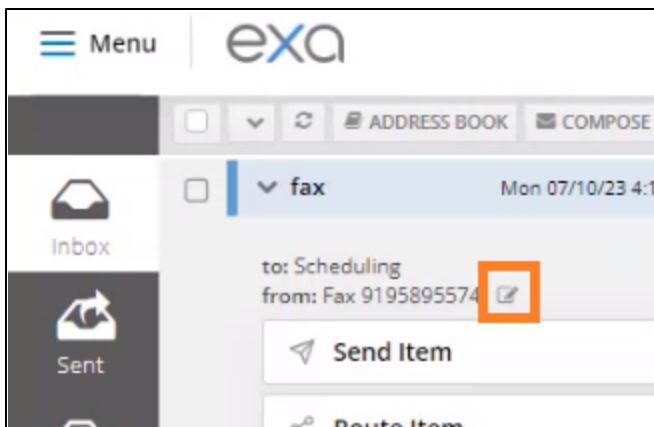 Menu
exa
ADDRESS BOOK
COMPOSE
fax
Mon 07/10/23 4:1
Inbox
to: Scheduling
from: Fax 9195895574
Send Item
Sent
Route Item